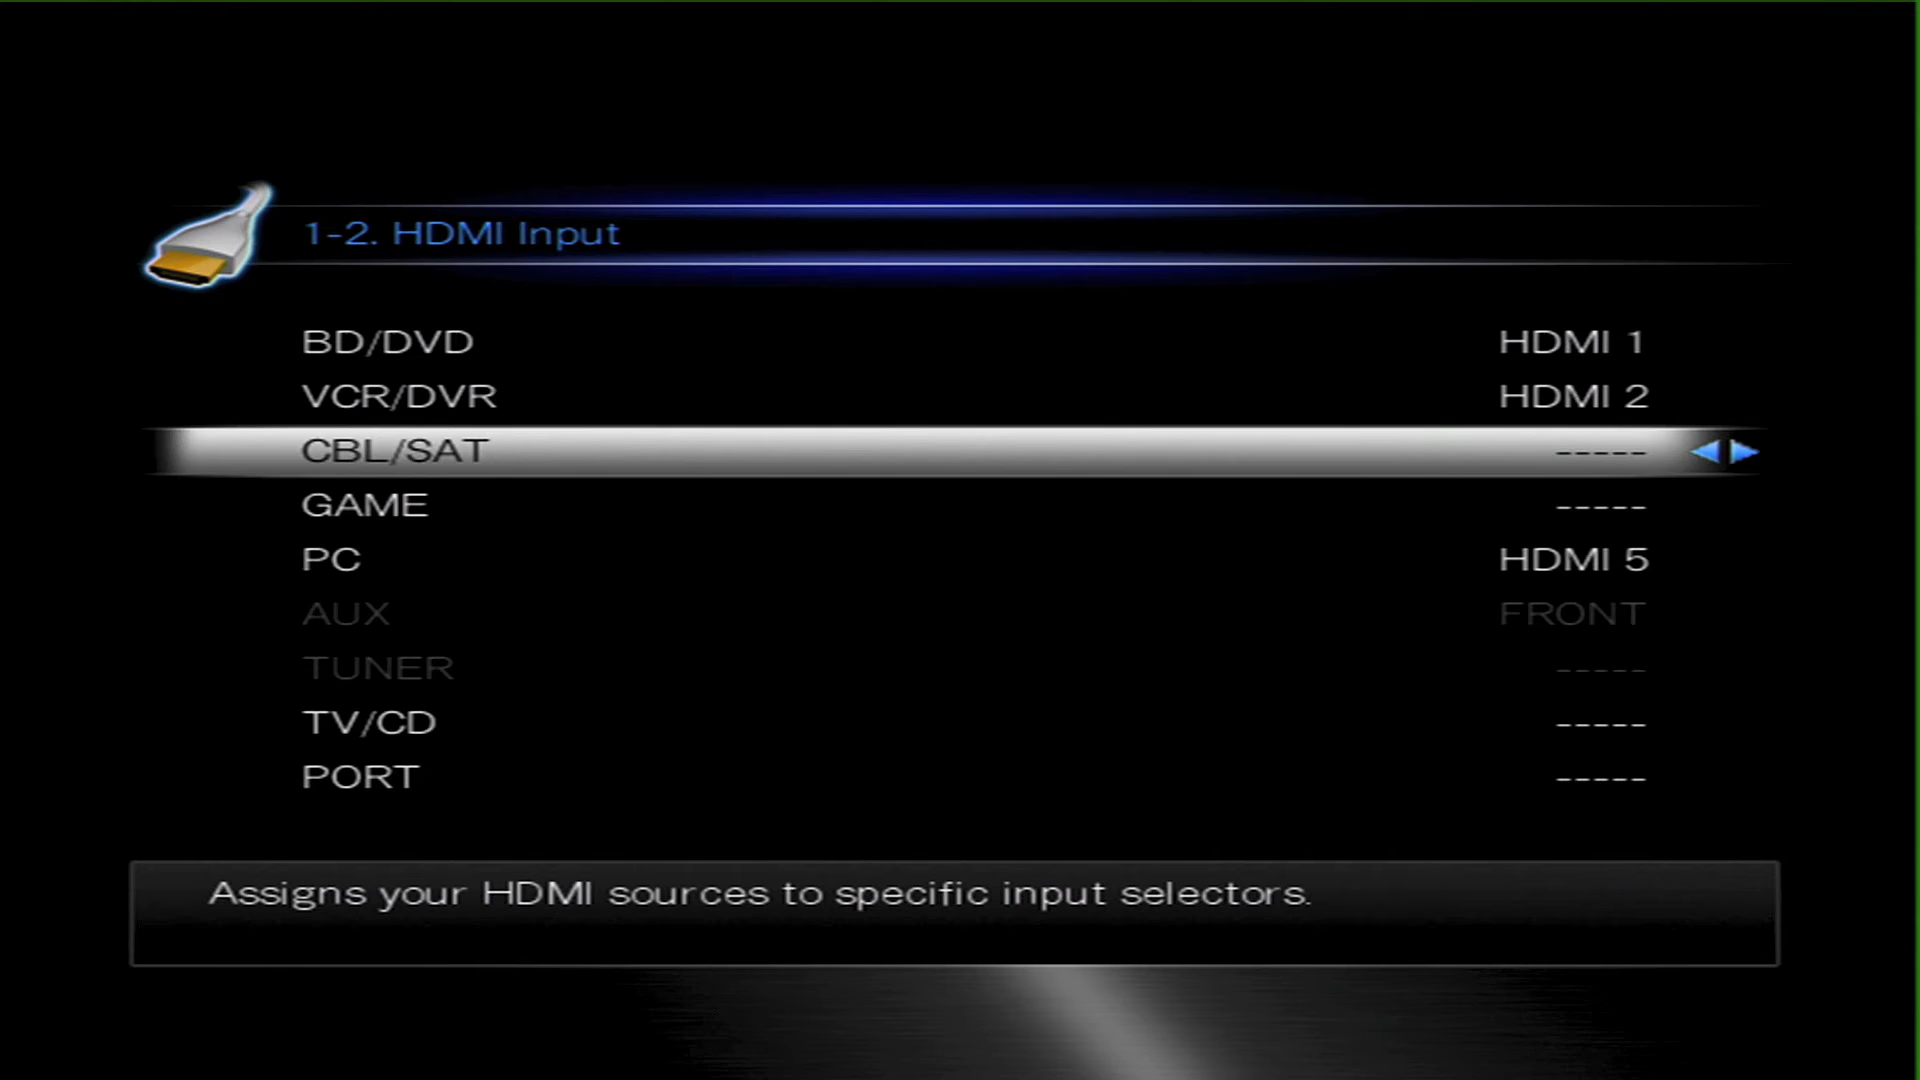 1-2. HDMI Input
BD/DVD HDMI 1
VCR/DVR HDMI 2
CBL/SAT -----
GAME -----
PC HDMI 5
AUX FRONT
TUNER -----
TV/CD -----
PORT -----
Assigns your HDMI sources to specific input selectors.